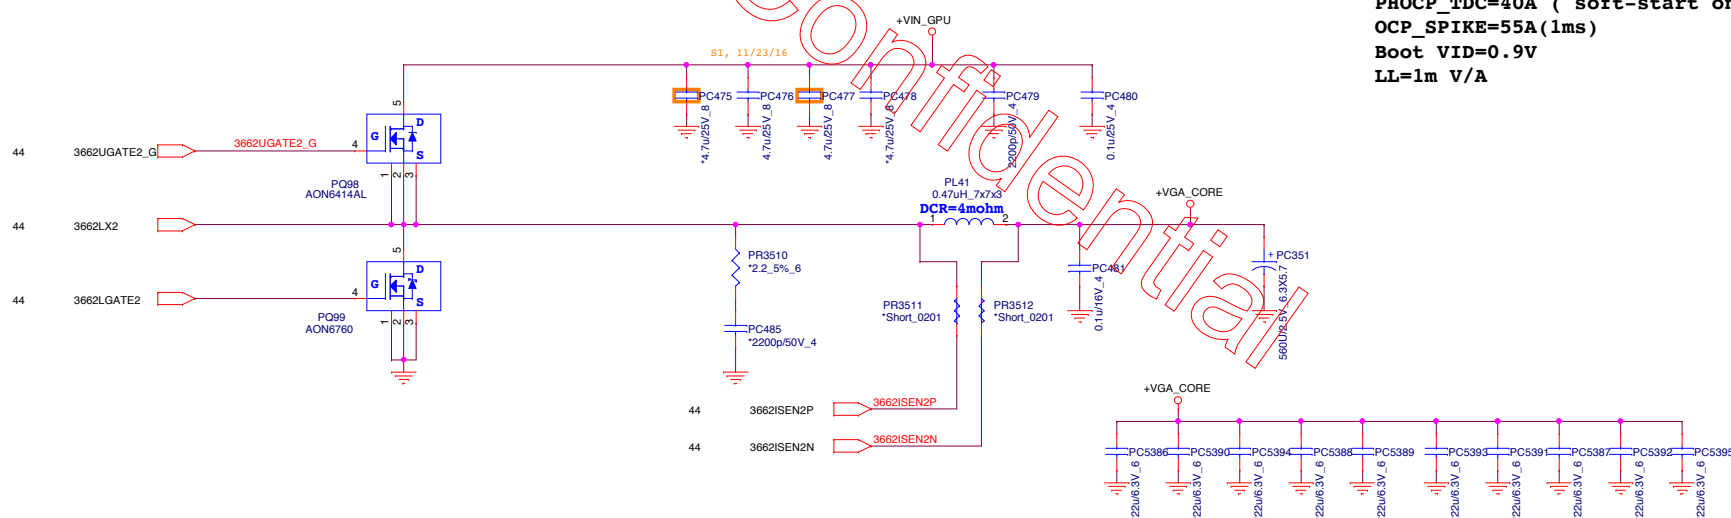 PHOCP_TDC=40A ( soft-start
OCP_SPIKE=55A(1ms)
Boot VID=0.9V
LL=1m V/A
+VIN_GPU
SI, 11/23/16
PC475
*4.7u/25V_8
PC476
4.7u/25V_8
PC477
4.7u/25V_8
PC478
*4.7u/25V_8
PC479
2200p/50V_4
PC480
0.1u/25V_4
44
3662UGATE2_G
3662UGATE2_G
4
5
G
D
S
1
2
3
PQ98
AON6414AL
44
3662LX2
44
3662LGATE2
4
5
G
D
S
1
2
3
PQ99
AON6760
PR3510
*2.2_5%_6
PC485
*2200p/50V_4
PL41
0.47uH_7x7x3
DCR=4mohm
1
2
+VGA_CORE
PR3511
*Short_0201
PR3512
*Short_0201
PC481
0.1u/16V_4
+
PC351
560U/2.5V_6.3X5.7
44
3662ISEN2P
3662ISEN2P
44
3662ISEN2N
3662ISEN2N
+VGA_CORE
PC5386
22u/6.3V_6
PC5390
22u/6.3V_6
PC5394
22u/6.3V_6
PC5388
22u/6.3V_6
PC5389
22u/6.3V_6
PC5393
22u/6.3V_6
PC5391
22u/6.3V_6
PC5387
22u/6.3V_6
PC5392
22u/6.3V_6
PC5395
22u/6.3V_6
Confidential